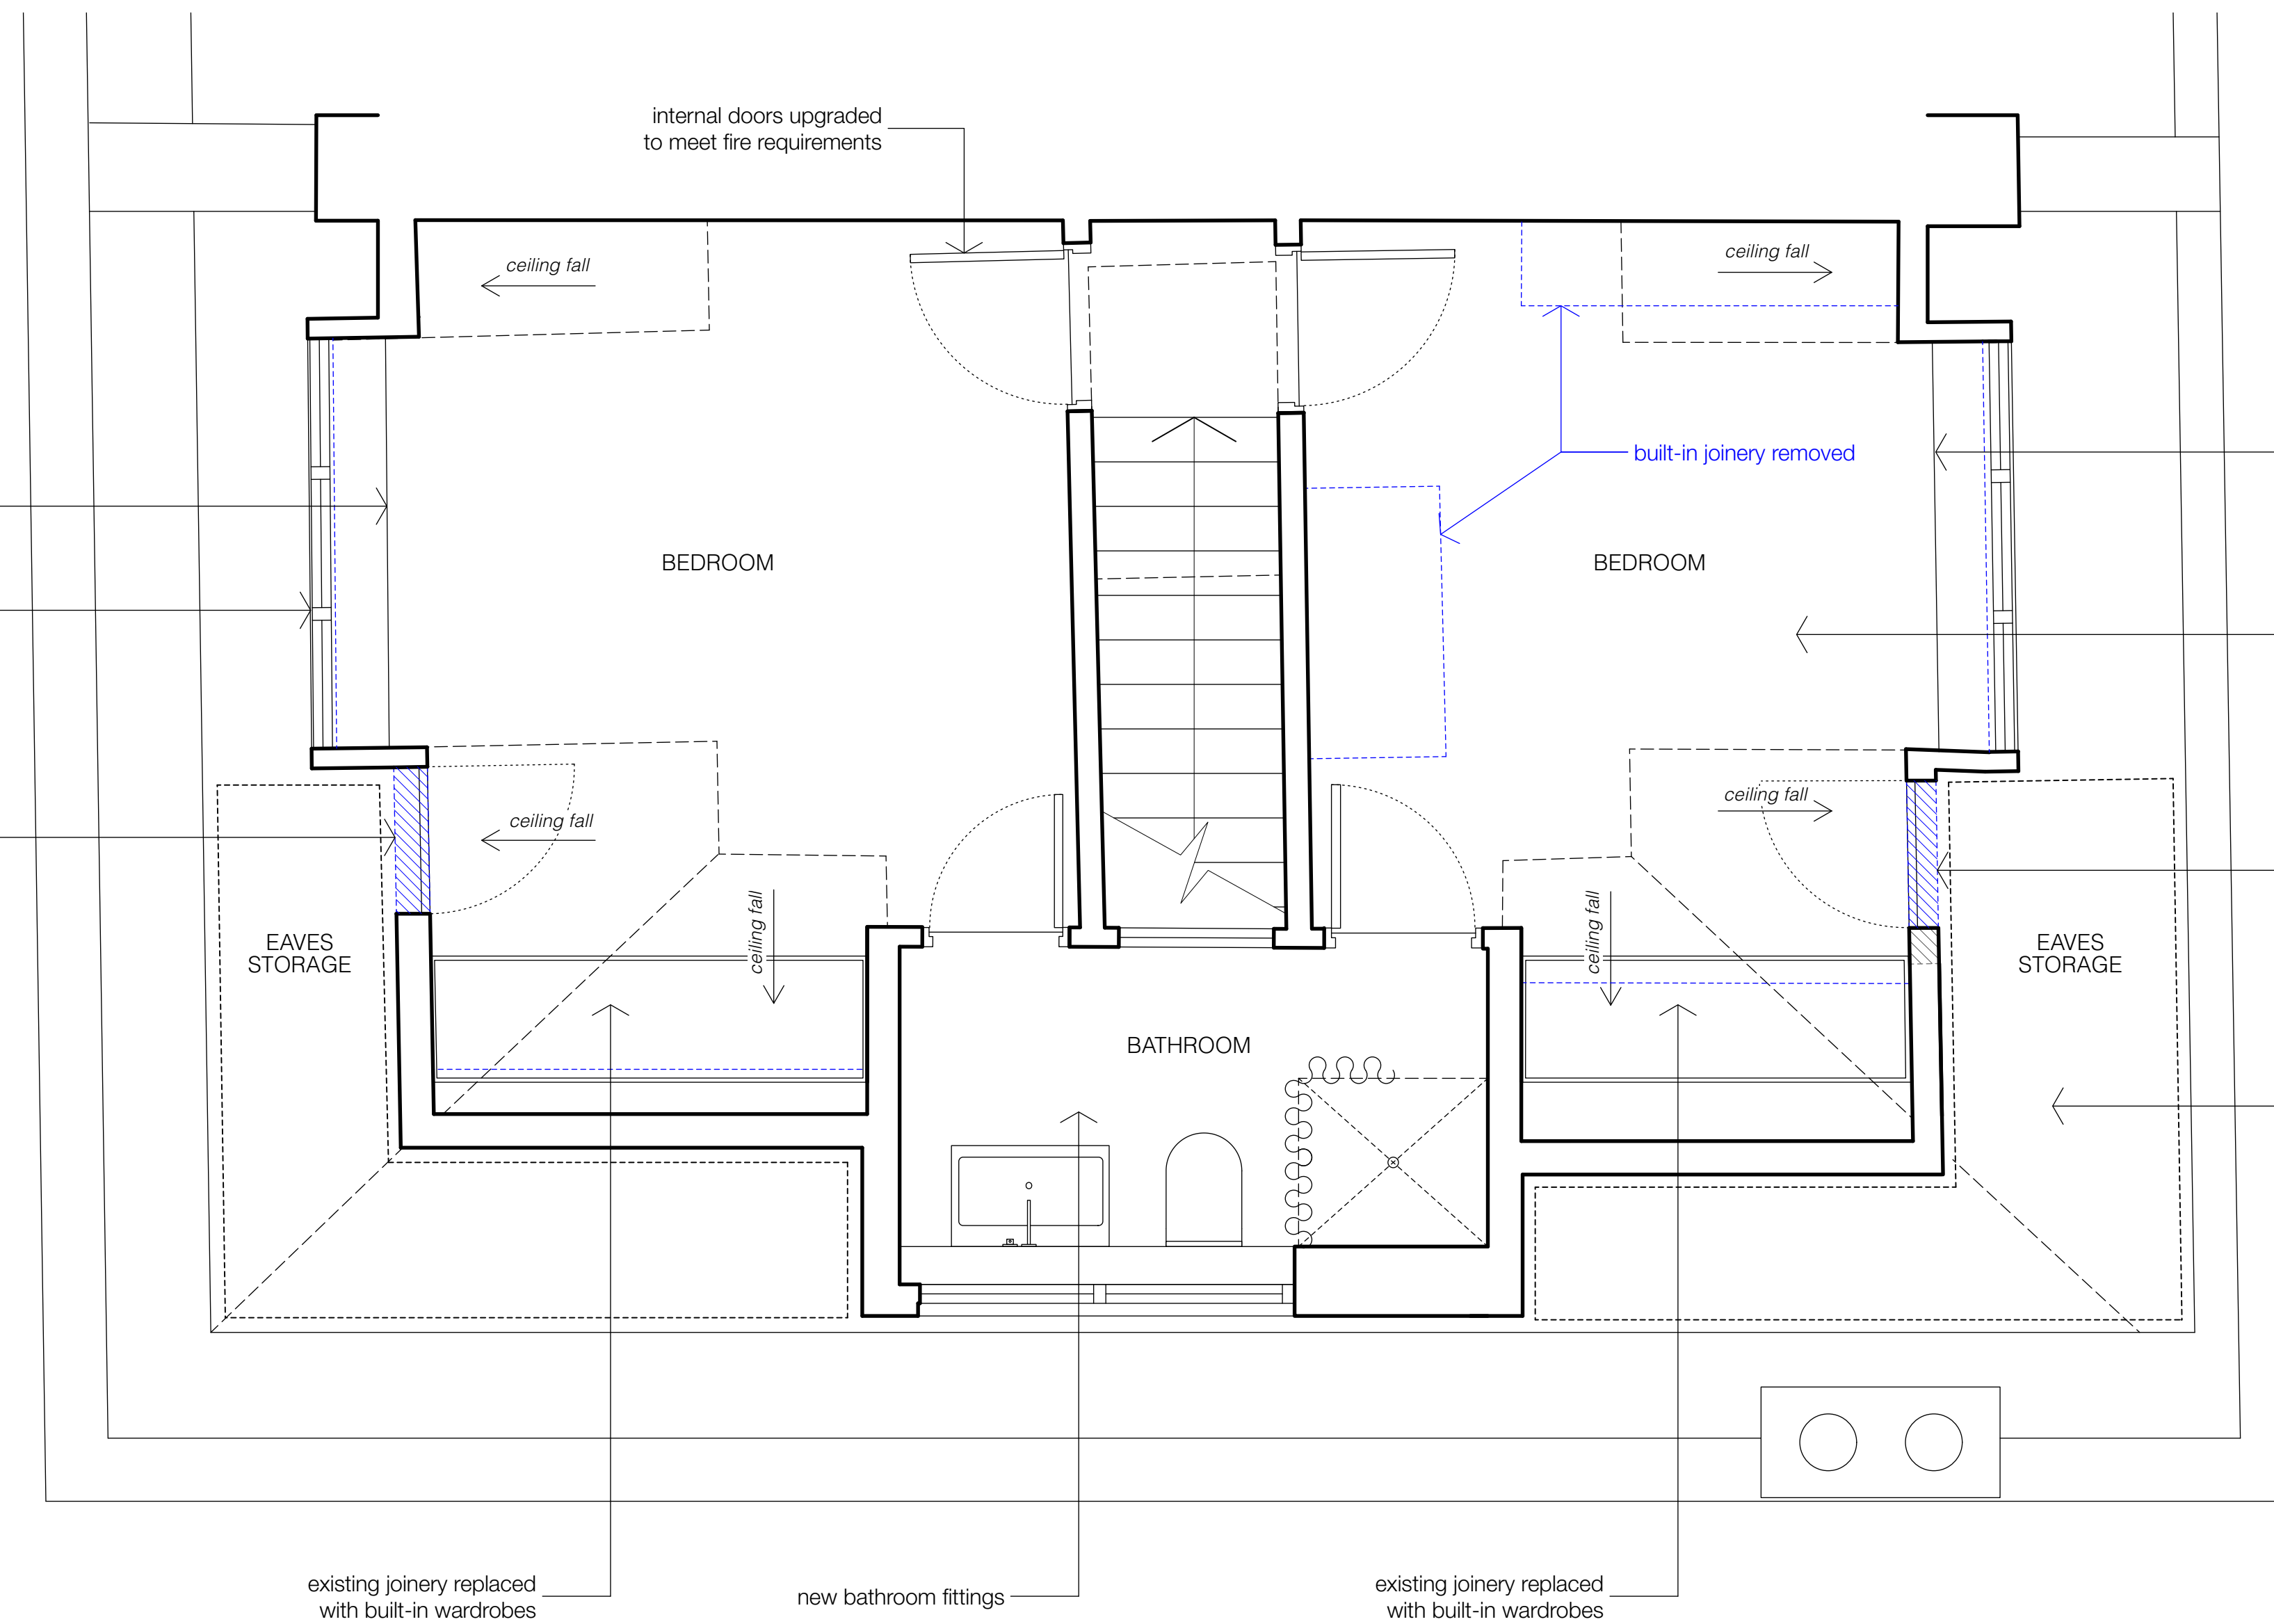 internal doors upgraded
to meet fire requirements
ceiling fall
ceiling fall
built-in joinery removed
BEDROOM
BEDROOM
ceiling fall
ceiling fall
ceiling fall
ceiling fall
EAVES
STORAGE
EAVES
STORAGE
BATHROOM
existing joinery replaced
with built-in wardrobes
new bathroom fittings
existing joinery replaced
with built-in wardrobes